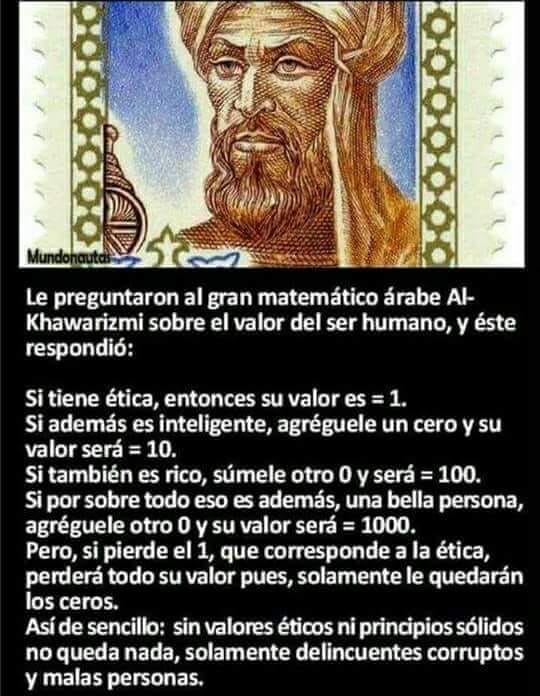 Mundonautas
Le preguntaron al gran matemático árabe Al-
Khawarizmi sobre el valor del ser humano, y éste
respondió:
Si tiene ética, entonces su valor es = 1.
Si además es inteligente, agréguele un cero y su
valor será = 10.
Si también es rico, súmele otro 0 y será = 100.
Si por sobre todo eso es además, una bella persona,
agréguele otro 0 y su valor será = 1000.
Pero, si pierde el 1, que corresponde a la ética,
perderá todo su valor pues, solamente le quedarán
los ceros.
Así de sencillo: sin valores éticos ni principios sólidos
no queda nada, solamente delincuentes corruptos
y malas personas.